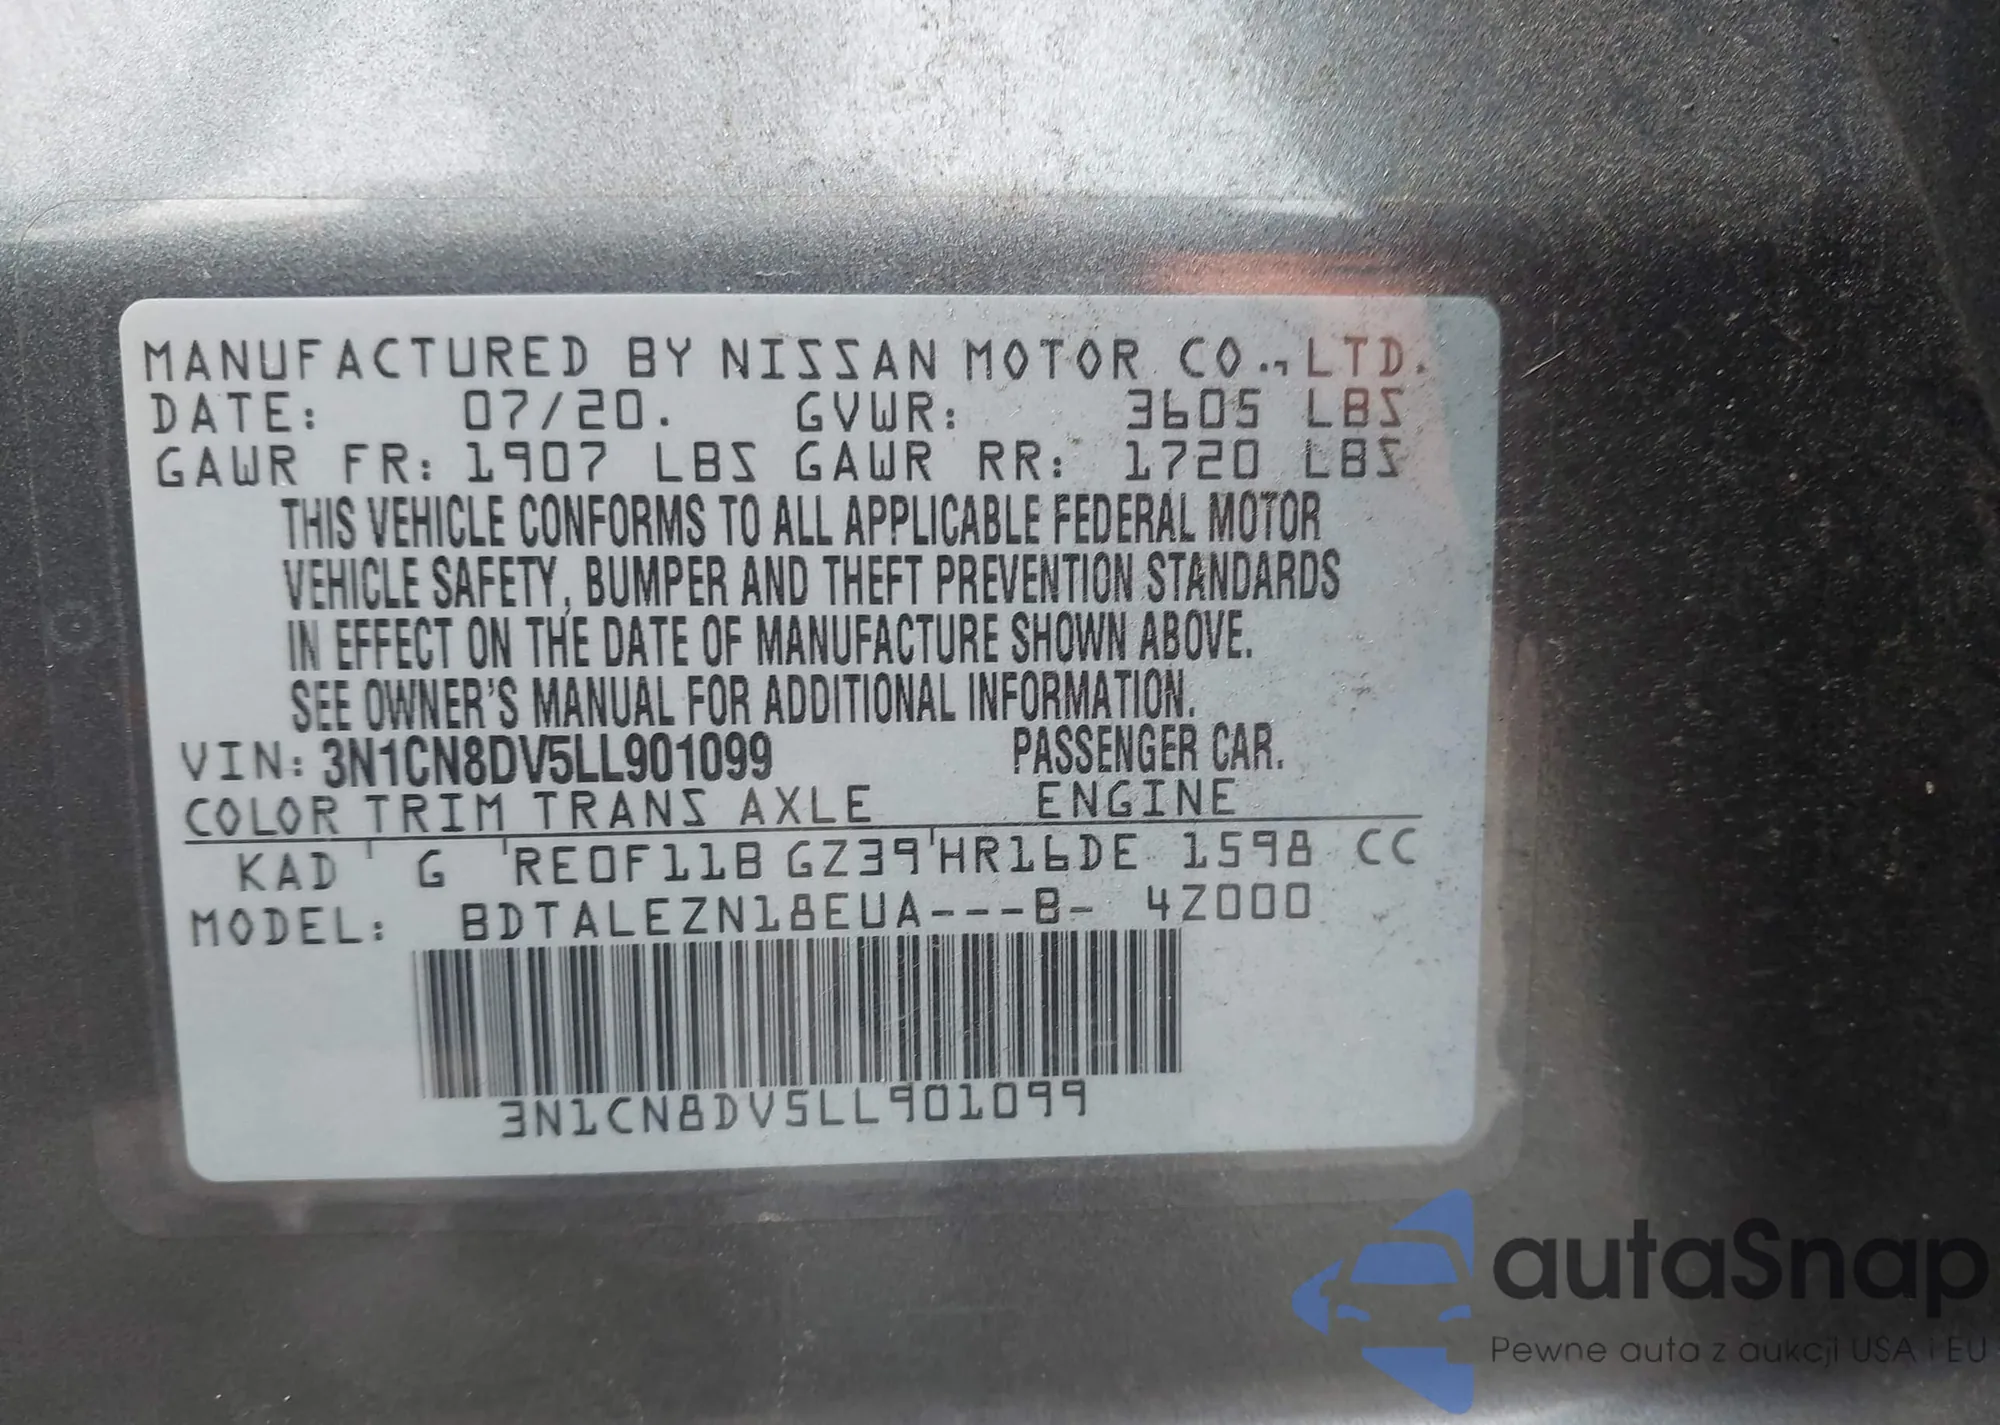 MANUFACTURED BY NISSAN MOTOR CO., LTD.
DATE: 07/20. GVWR: 3605 LBS
GAWR FR: 1907 LBS GAWR RR: 1720 LBS
THIS VEHICLE CONFORMS TO ALL APPLICABLE FEDERAL MOTOR
VEHICLE SAFETY, BUMPER AND THEFT PREVENTION STANDARDS
IN EFFECT ON THE DATE OF MANUFACTURE SHOWN ABOVE.
SEE OWNER'S MANUAL FOR ADDITIONAL INFORMATION.
VIN: 3N1CN8DV5LL901099 PASSENGER CAR.
COLOR TRIM TRANS AXLE ENGINE
KAD ' G ' RE0F11B GZ39 ' HR16DE 1598 CC
MODEL: BDTALEZN18EUA---B- 4Z000
3N1CN8DV5LL901099
autaSnap
Pewne auta z aukcji USA i EU